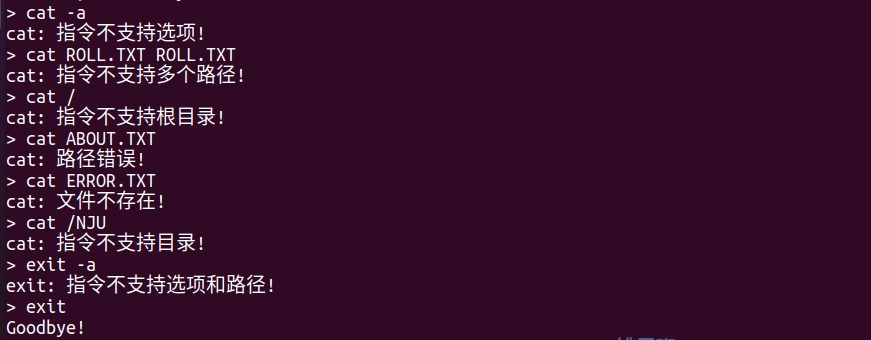 > cat -a
cat: 指令不支持选项!
> cat ROLL.TXT ROLL.TXT
cat: 指令不支持多个路径!
> cat /
cat: 指令不支持根目录!
> cat ABOUT.TXT
cat: 路径错误!
> cat ERROR.TXT
cat: 文件不存在!
> cat /NJU
cat: 指令不支持目录!
> exit -a
exit: 指令不支持选项和路径!
> exit
Goodbye!